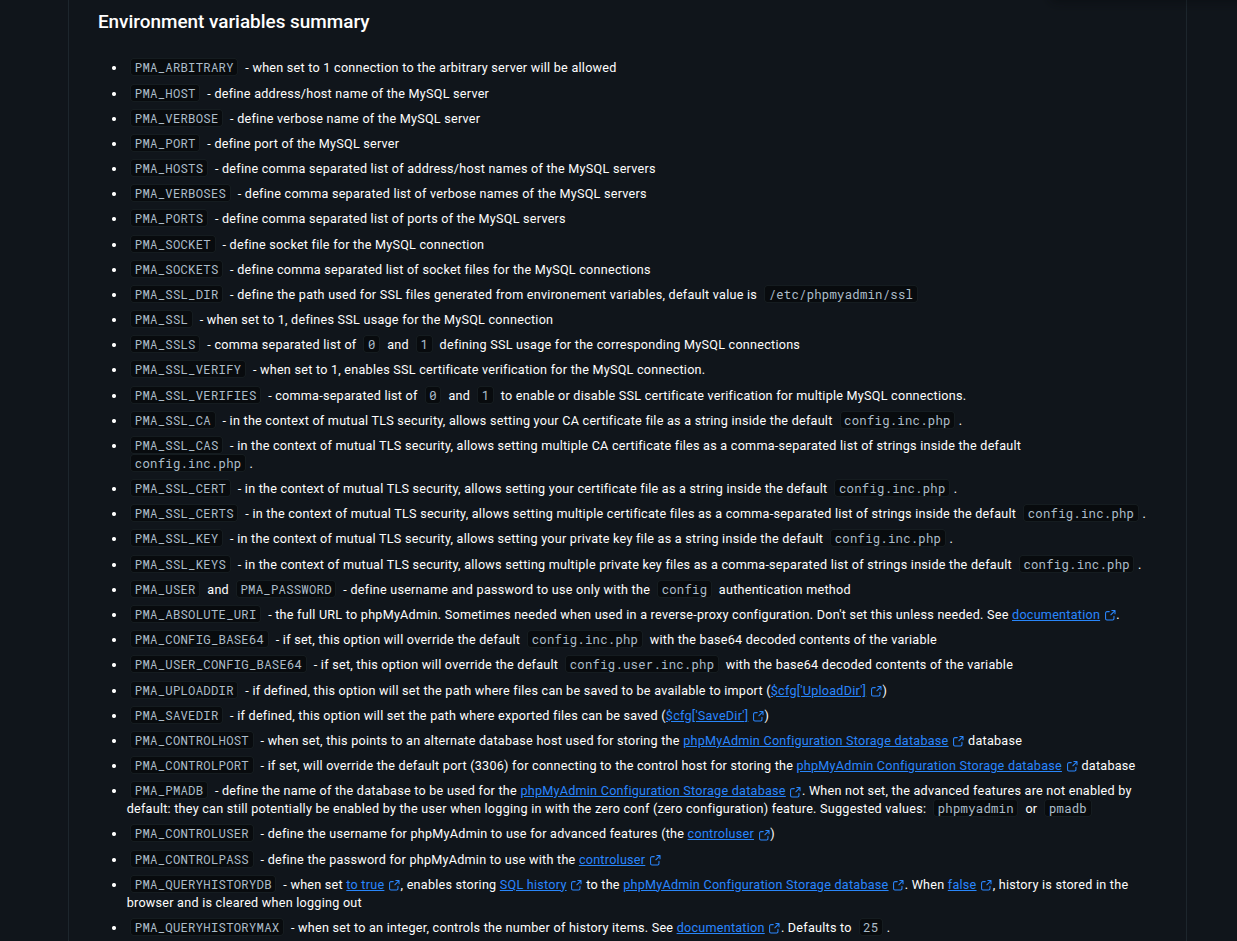 Environment variables summary
PMA_ARBITRARY - when set to 1 connection to the arbitrary server will be allowed
PMA_HOST - define address/host name of the MySQL server
PMA_VERBOSE - define verbose name of the MySQL server
PMA_PORT - define port of the MySQL server
PMA_HOSTS - define comma separated list of address/host names of the MySQL servers
PMA_VERBOSES - define comma separated list of verbose names of the MySQL servers
PMA_PORTS - define comma separated list of ports of the MySQL servers
PMA_SOCKET - define socket file for the MySQL connection
PMA_SOCKETS - define comma separated list of socket files for the MySQL connections
PMA_SSL_DIR - define the path used for SSL files generated from environement variables, default value is /etc/phpmyadmin/ssl
PMA_SSL - when set to 1, defines SSL usage for the MySQL connection
PMA_SSLS - comma separated list of 0 and 1 defining SSL usage for the corresponding MySQL connections
PMA_SSL_VERIFY - when set to 1, enables SSL certificate verification for the MySQL connection.
PMA_SSL_VERIFIES - comma-separated list of 0 and 1 to enable or disable SSL certificate verification for multiple MySQL connections.
PMA_SSL_CA - in the context of mutual TLS security, allows setting your CA certificate file as a string inside the default config.inc.php .
PMA_SSL_CAS - in the context of mutual TLS security, allows setting multiple CA certificate files as a comma-separated list of strings inside the default
config.inc.php .
PMA_SSL_CERT - in the context of mutual TLS security, allows setting your certificate file as a string inside the default config.inc.php .
PMA_SSL_CERTS - in the context of mutual TLS security, allows setting multiple certificate files as a comma-separated list of strings inside the default config.inc.php .
PMA_SSL_KEY - in the context of mutual TLS security, allows setting your private key file as a string inside the default config.inc.php .
PMA_SSL_KEYS - in the context of mutual TLS security, allows setting multiple private key files as a comma-separated list of strings inside the default config.inc.php .
PMA_USER and PMA_PASSWORD - define username and password to use only with the config authentication method
PMA_ABSOLUTE_URI - the full URL to phpMyAdmin. Sometimes needed when used in a reverse-proxy configuration. Don't set this unless needed. See documentation .
PMA_CONFIG_BASE64 - if set, this option will override the default config.inc.php with the base64 decoded contents of the variable
PMA_USER_CONFIG_BASE64 - if set, this option will override the default config.user.inc.php with the base64 decoded contents of the variable
PMA_UPLOADDIR - if defined, this option will set the path where files can be saved to be available to import ($cfg['UploadDir'] )
PMA_SAVEDIR - if defined, this option will set the path where exported files can be saved ($cfg['SaveDir'] )
PMA_CONTROLHOST - when set, this points to an alternate database host used for storing the phpMyAdmin Configuration Storage database database
PMA_CONTROLPORT - if set, will override the default port (3306) for connecting to the control host for storing the phpMyAdmin Configuration Storage database database
PMA_PMADB - define the name of the database to be used for the phpMyAdmin Configuration Storage database . When not set, the advanced features are not enabled by
default: they can still potentially be enabled by the user when logging in with the zero conf (zero configuration) feature. Suggested values: phpmyadmin or pmadb
PMA_CONTROLUSER - define the username for phpMyAdmin to use for advanced features (the controluser )
PMA_CONTROLPASS - define the password for phpMyAdmin to use with the controluser
PMA_QUERYHISTORYDB - when set to true , enables storing SQL history to the phpMyAdmin Configuration Storage database . When false , history is stored in the
browser and is cleared when logging out
PMA_QUERYHISTORYMAX - when set to an integer, controls the number of history items. See documentation . Defaults to 25 .